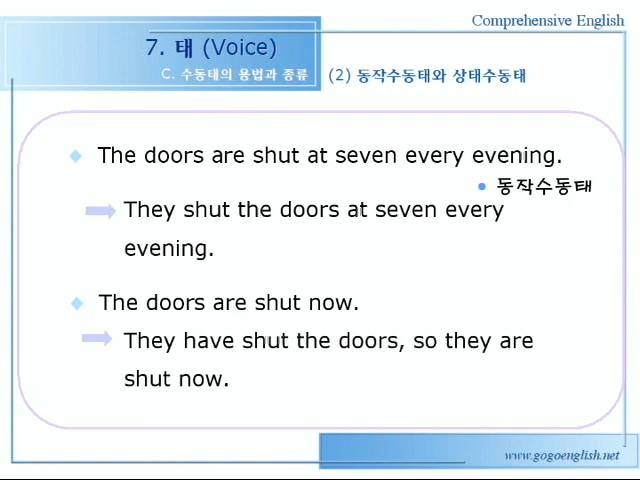 Comprehensive English
7. 태 (Voice)
C. 수동태의 용법과 종류
(2) 동작수동태와 상태수동태
The doors are shut at seven every evening.
• 동작수동태
They shut the doors at seven every
evening.
The doors are shut now.
They have shut the doors, so they are
shut now.
www.gogoenglish.net